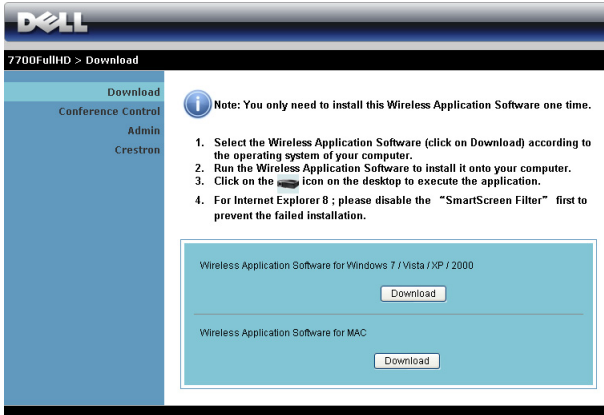 DELL
7700FullHD > Download
Download
Conference Control
Admin
Crestron
Note: You only need to install this Wireless Application Software one time.
1. Select the Wireless Application Software (click on Download) according to
the operating system of your computer.
2. Run the Wireless Application Software to install it onto your computer.
3. Click on the icon on the desktop to execute the application.
4. For Internet Explorer 8 ; please disable the “SmartScreen Filter” first to
prevent the failed installation.
Wireless Application Software for Windows 7 / Vista / XP / 2000
Download
Wireless Application Software for MAC
Download